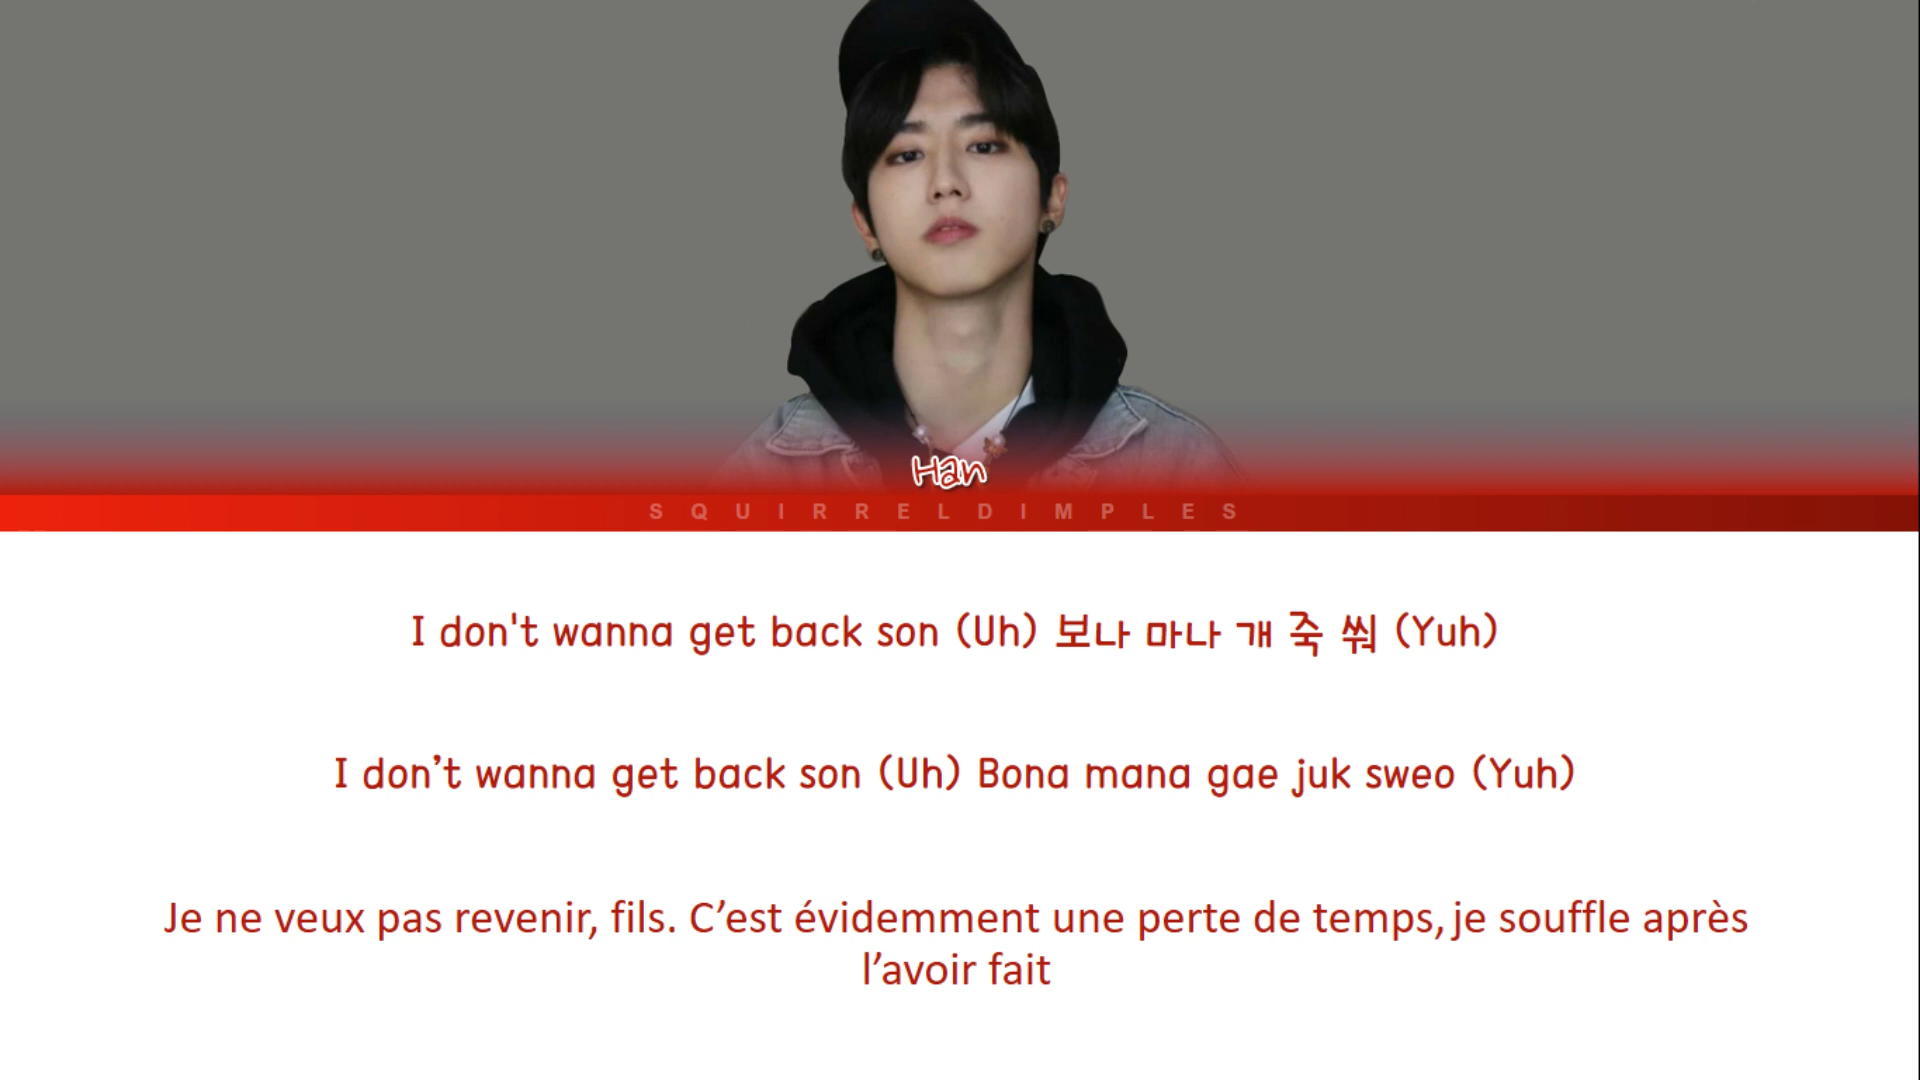 Han
SQUIRRELDIMPLES
I don't wanna get back son (Uh) 보나 마나 개 죽 쒀 (Yuh)
I don’t wanna get back son (Uh) Bona mana gae juk sweo (Yuh)
Je ne veux pas revenir, fils. C’est évidemment une perte de temps, je souffle après
l’avoir fait